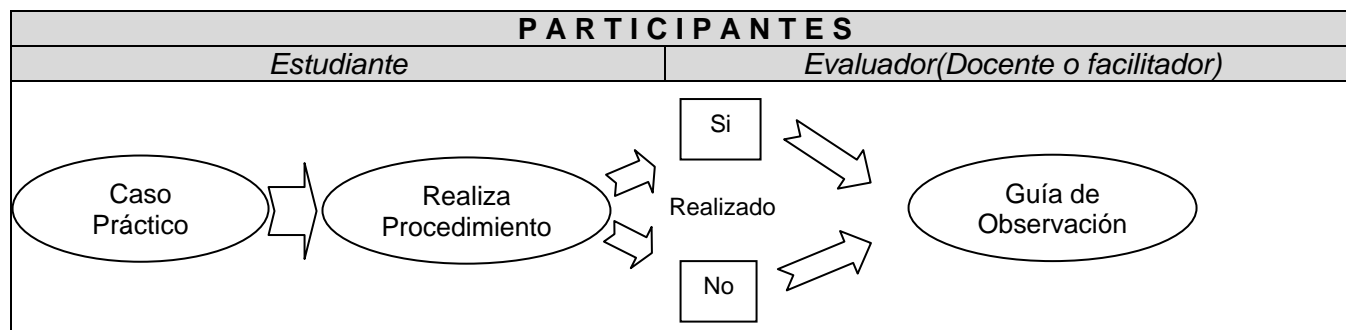 P A R T I C I P A N T E S
Estudiante
Evaluador(Docente o facilitador)
Caso
Práctico
Realiza
Procedimiento
Si
Realizado
No
Guía de
Observación